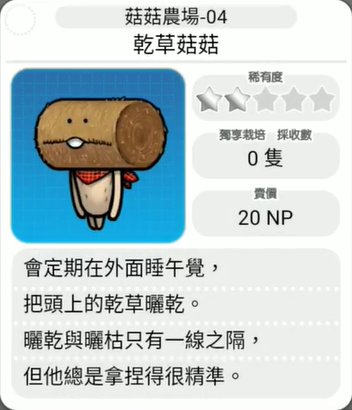 菇菇農場-04
乾草菇菇
稀有度
獨享栽培 採收數
0 隻
賣價
20 NP
會定期在外面睡午覺，
把頭上的乾草曬乾。
曬乾與曬枯只有一線之隔，
但他總是拿捏得很精準。